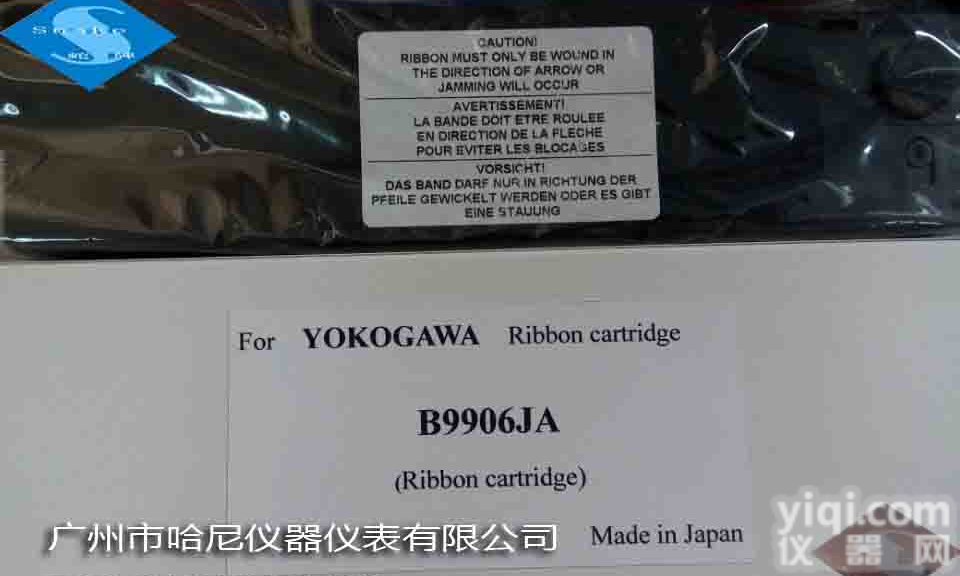 Snake
CAUTION!
RIBBON MUST ONLY BE WOUND IN
THE DIRECTION OF ARROW OR
JAMMING WILL OCCUR
AVERTISSEMENT!
LA BANDE DOIT ETRE ROULEE
EN DIRECTION DE LA FLECHE
POUR EVITER LES BLOCAGES
VORSICHT!
DAS BAND DARF NUR IN RICHTUNG DER
PFEILE GEWICKELT WERDEN ODER ES GIBT
EINE STAUUNG
For YOKOGAWA Ribbon cartridge
B9906JA
(Ribbon cartridge)
Made in Japan
广州市哈尼仪器仪表有限公司
yiqi.com
仪器网